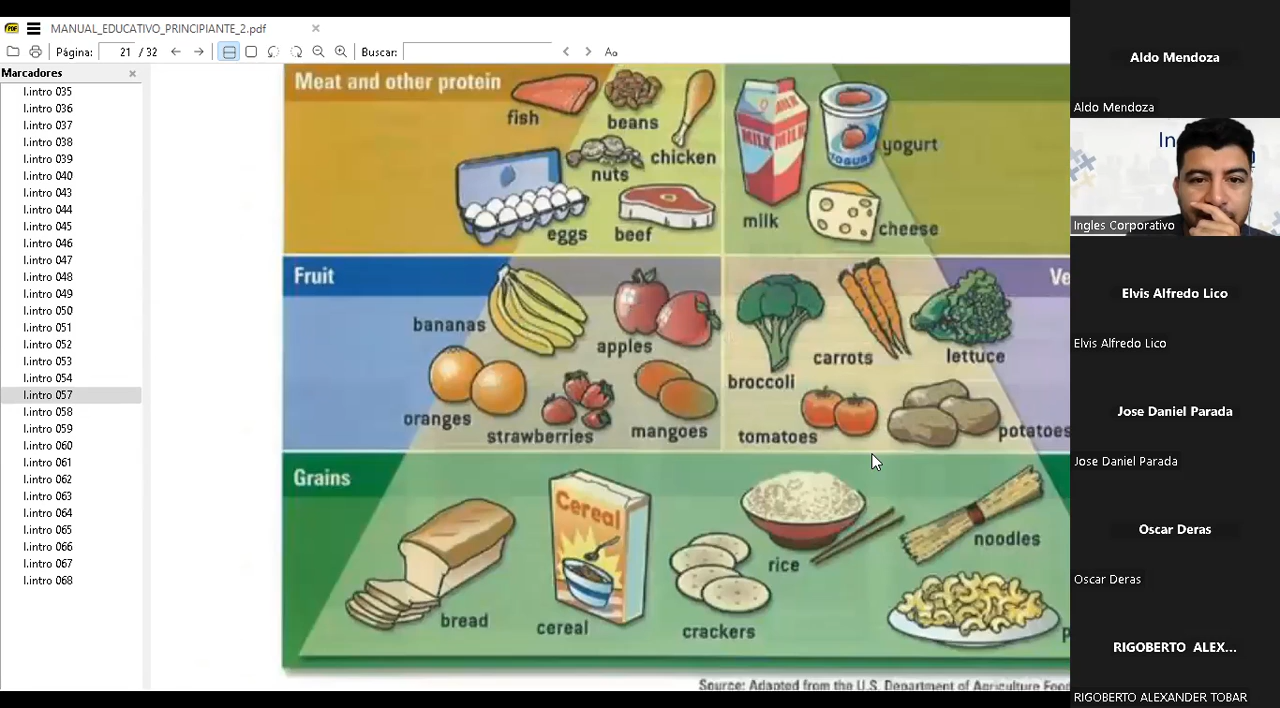 MANUAL_EDUCATIVO_PRINCIPIANTE_2.pdf
Página: 21 / 32
Buscar:
Marcadores
I.intro 035
I.intro 036
I.intro 037
I.intro 038
I.intro 039
I.intro 040
I.intro 043
I.intro 044
I.intro 045
I.intro 046
I.intro 047
I.intro 048
I.intro 049
I.intro 050
I.intro 051
I.intro 052
I.intro 053
I.intro 054
I.intro 057
I.intro 058
I.intro 059
I.intro 060
I.intro 061
I.intro 062
I.intro 063
I.intro 064
I.intro 065
I.intro 066
I.intro 067
I.intro 068
Meat and other protein
fish
beans
chicken
nuts
eggs
beef
MILK MILK
milk
YOGURT
yogurt
cheese
Fruit
bananas
apples
oranges
strawberries
mangoes
Ve
broccoli
carrots
lettuce
tomatoes
potatoes
Grains
bread
Cereal
cereal
crackers
rice
noodles
Source: Adapted from the U.S. Department of Agriculture Foo
Aldo Mendoza
Aldo Mendoza
In
Ingles Corporativo
Elvis Alfredo Lico
Elvis Alfredo Lico
Jose Daniel Parada
Jose Daniel Parada
Oscar Deras
Oscar Deras
RIGOBERTO ALEX...
RIGOBERTO ALEXANDER TOBAR